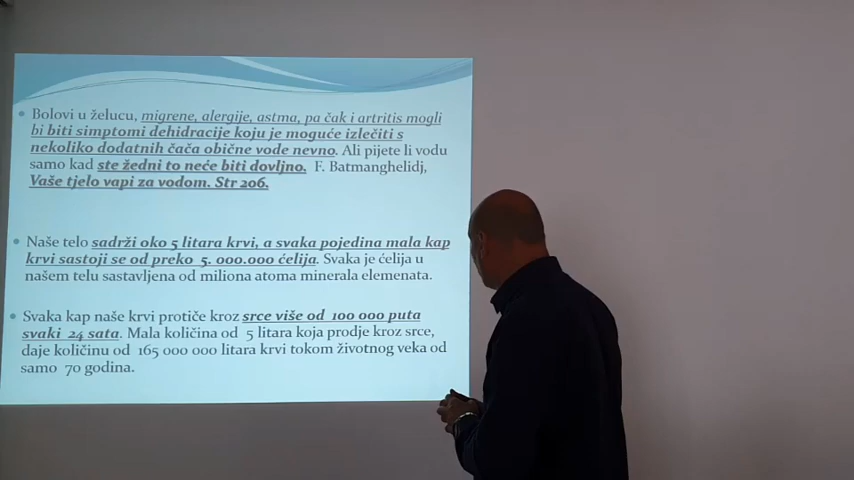 Bolovi u želucu, migrene, alergije, astma, pa čak i artritis mogli
bi biti simptomi dehidracije koju je moguće izlečiti s
nekoliko dodatnih čača obične vode nevno. Ali pijete li vodu
samo kad ste žedni to neće biti dovljno. F. Batmanghelidj,
Vaše tjelo vapi za vodom. Str 206.
Naše telo sadrži oko 5 litara krvi, a svaka pojedina mala kap
krvi sastoji se od preko 5.000.000 ćelija. Svaka je ćelija u
našem telu sastavljena od miliona atoma minerala elemenata.
Svaka kap naše krvi protiče kroz srce više od 100 000 puta
svaki 24 sata. Mala količina od 5 litara koja prodje kroz srce,
daje količinu od 165 000 000 litara krvi tokom životnog veka od
samo 70 godina.